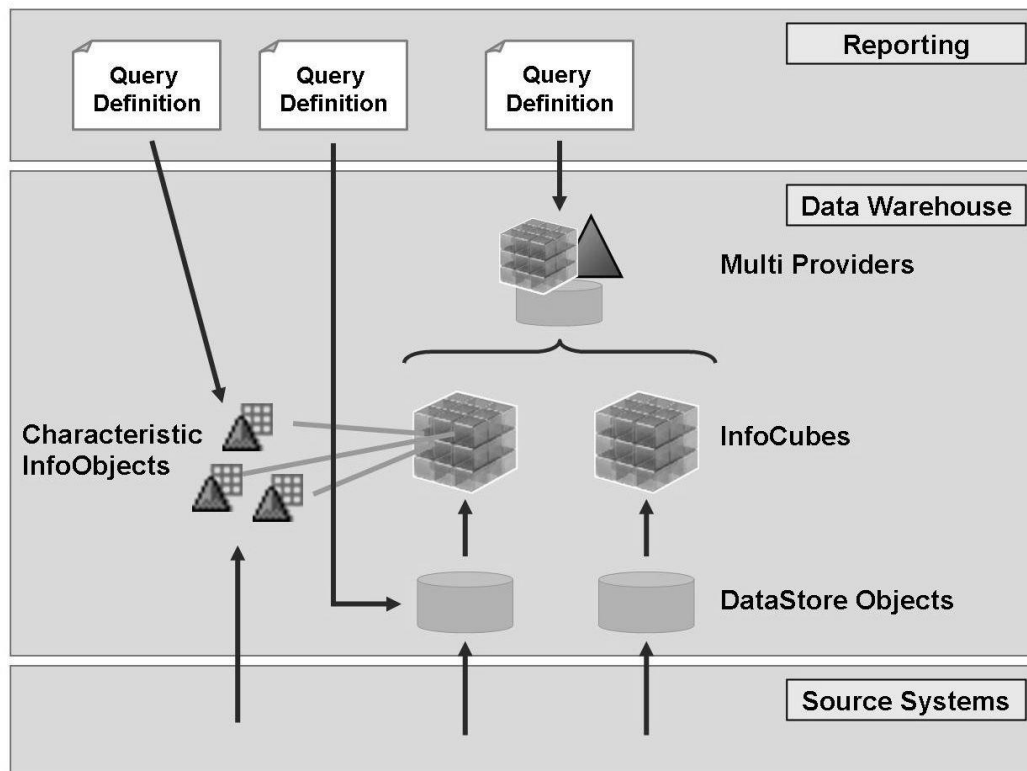 Reporting
Query
Definition
Query
Definition
Query
Definition
Data Warehouse
Multi Providers
Characteristic
InfoObjects
InfoCubes
DataStore Objects
Source Systems